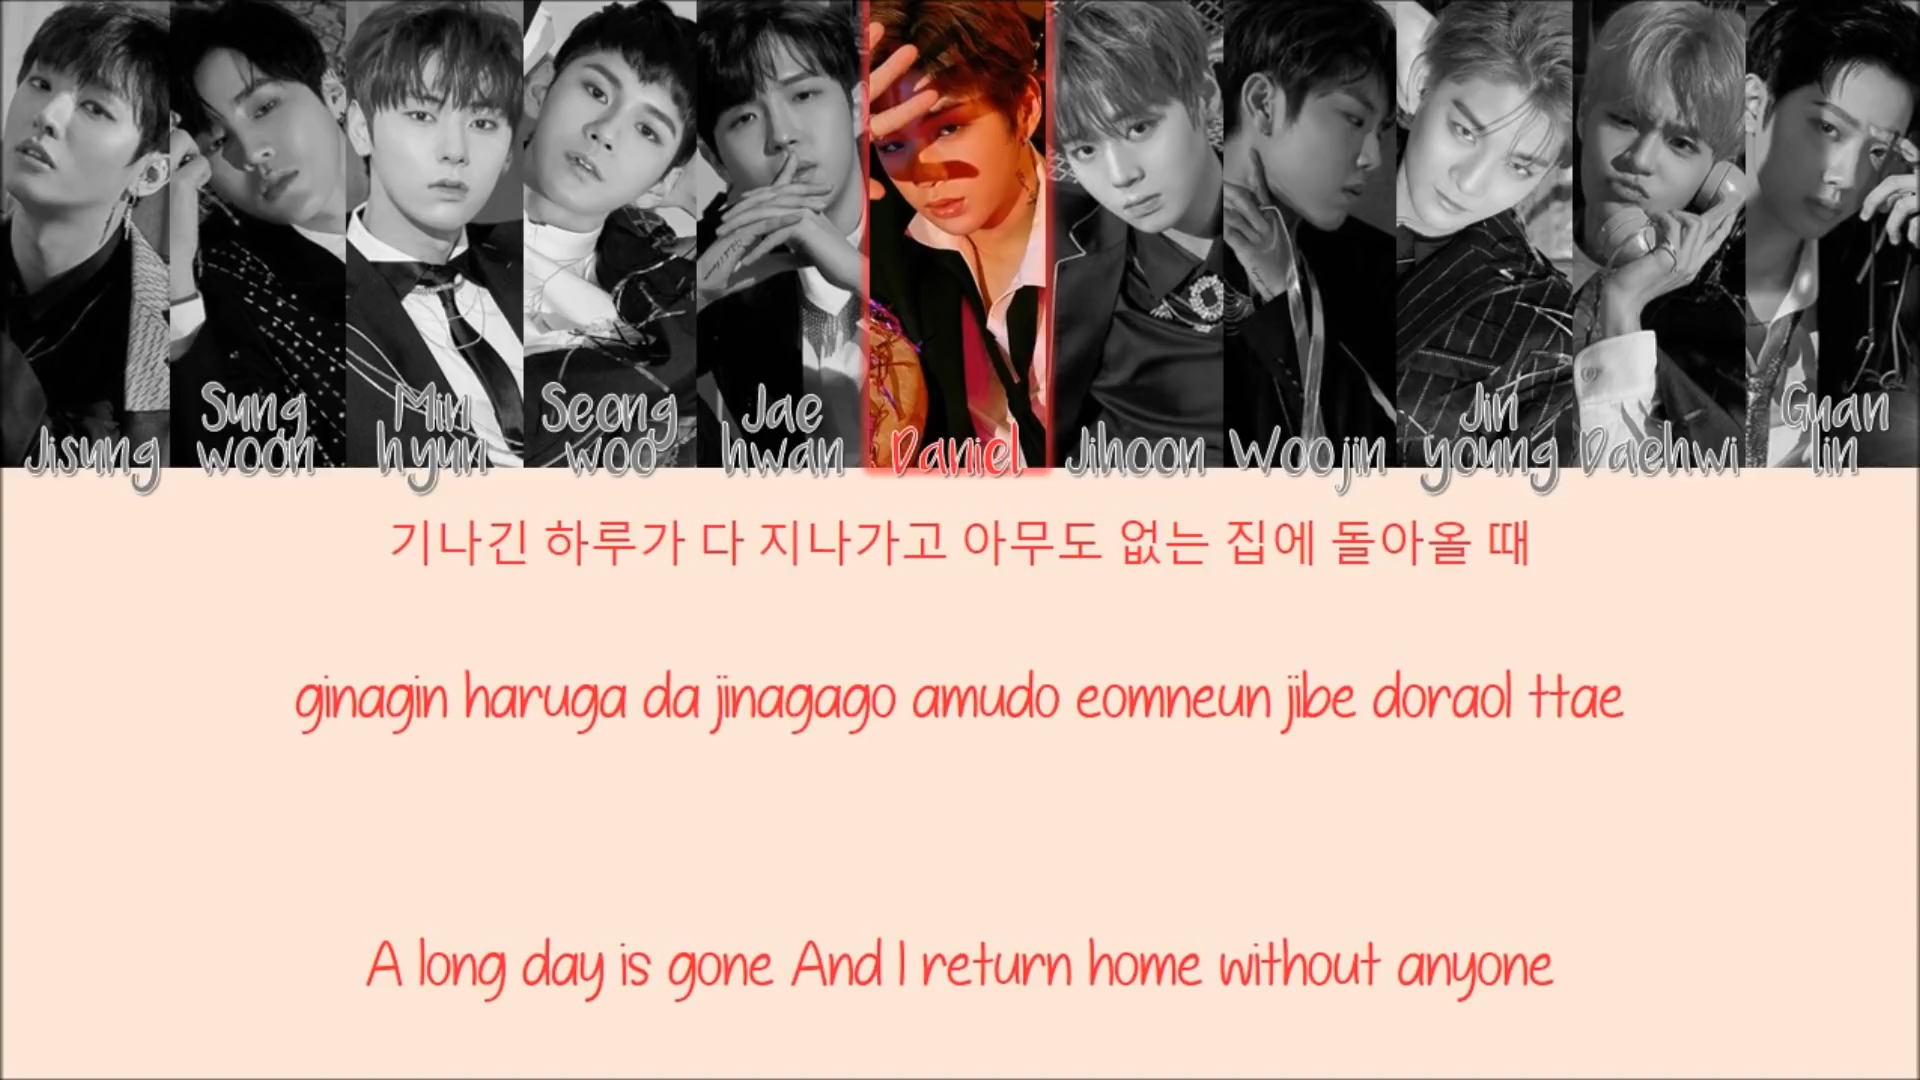 Jisung
Sung
woon
Min
hyun
Seong
woo
Jae
hwan
Daniel
Jihoon
Woojin
Jin
young
Daehwi
Guan
lin
기나긴 하루가 다 지나가고 아무도 없는 집에 돌아올 때
ginagin haruga da jinagago amudo eomneun jibe doraol ttae
A long day is gone And I return home without anyone